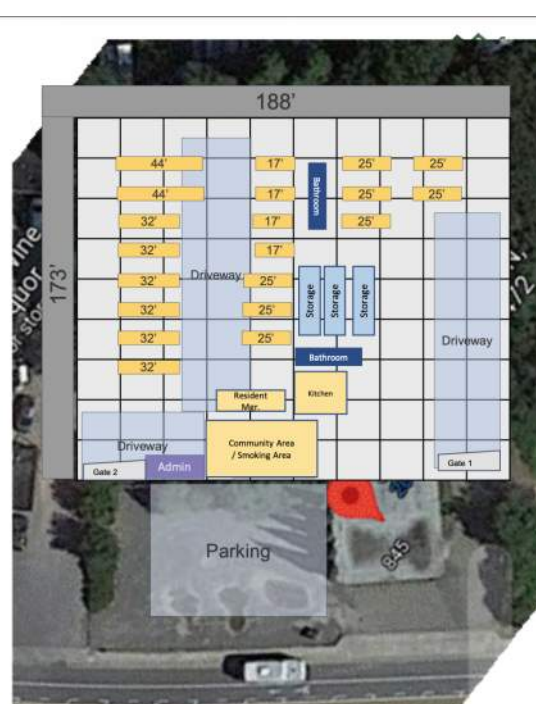 188'
173'
44' 17' 25' 25'
44' 17' 25' 25'
32' 17' 25'
32' 17'
32' 25'
32' 25'
32' 25'
32'
Bathroom
Driveway
Storage
Storage
Storage
Driveway
Bathroom
Resident
Mgr.
Kitchen
Community Area
/ Smoking Area
Driveway
Gate 2
Admin
Gate 1
Parking
845